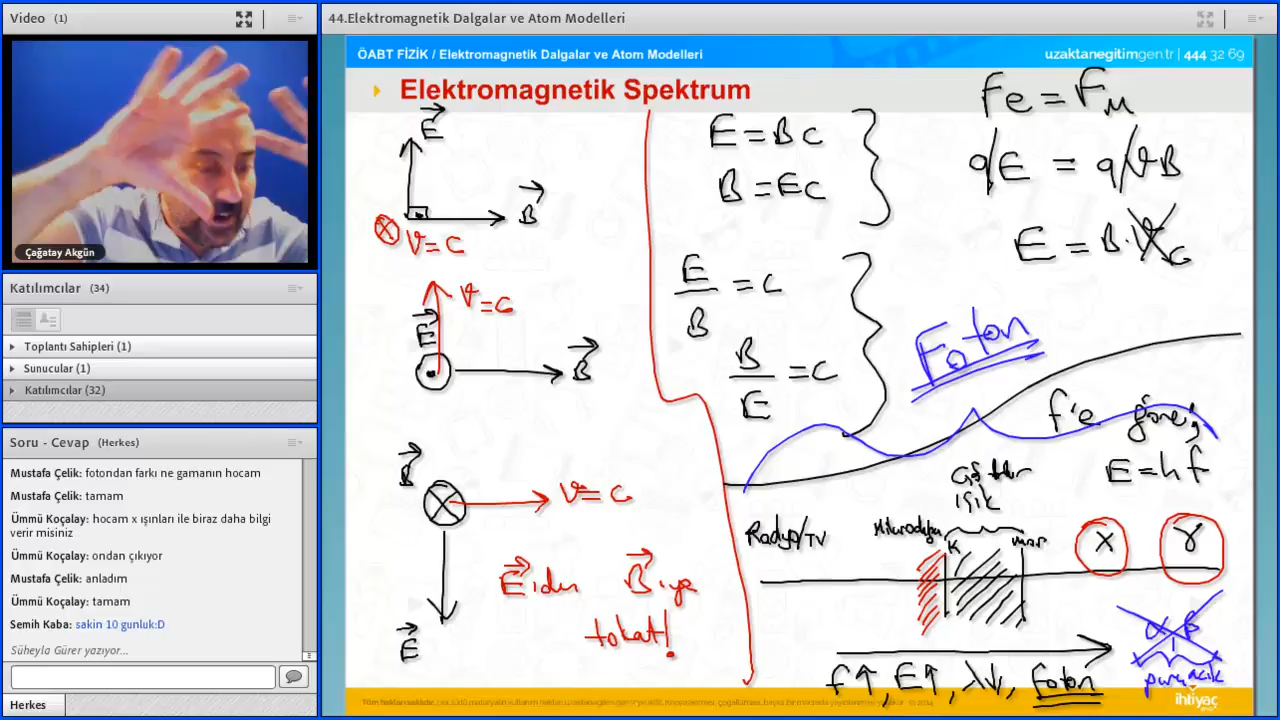 Video (1)
44.Elektromagnetik Dalgalar ve Atom Modelleri
ÖABT FİZİK / Elektromagnetik Dalgalar ve Atom Modelleri
uzaktanegitimgen.tr | 444 32 69
Elektromagnetik Spektrum
Çağatay Akgün
Katılımcılar (34)
Toplantı Sahipleri (1)
Sunucular (1)
Katılımcılar (32)
Soru - Cevap (Herkes)
Mustafa Çelik: fotondan farkı ne gamanın hocam
Mustafa Çelik: tamam
Ümmü Koçalay: hocam x ışınları ile biraz daha bilgi
verir misiniz
Ümmü Koçalay: ondan çıkıyor
Mustafa Çelik: anladım
Ümmü Koçalay: tamam
Semih Kaba: sakin 10 gunluk:D
Süheyla Gürer yazıyor...
Herkes
E
B
V=C
V=C
E
B
B
V=C
E
E'den B'ye
tokat!
E=BC
B=EC
E/B=C
B/E=C
Fe=FM
qE = qVB
E = B.V C
Foton
f'e göre
E=hf
ışık
Radyo/TV
Mikrodalga
K
mor
X
γ
f↑, E↑, λ↓, Foton
α β
parçacık
ihtiyaç